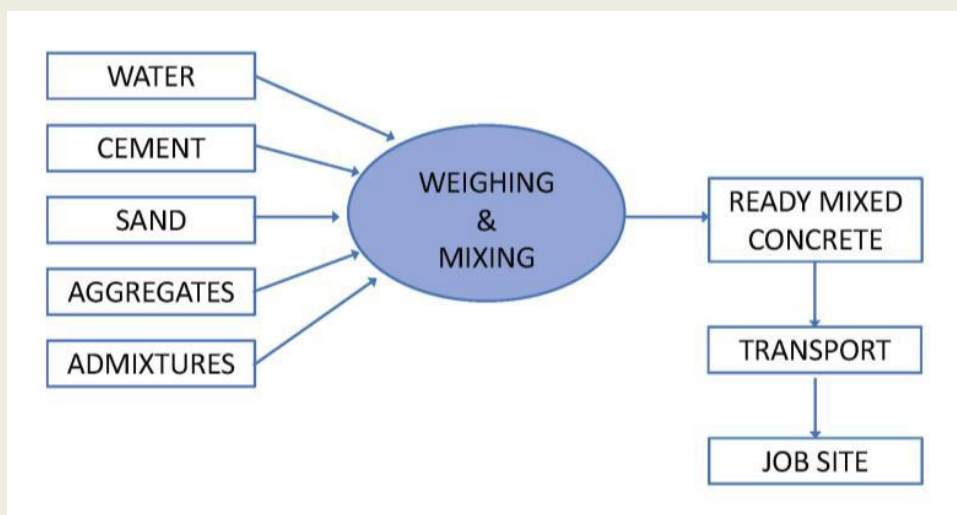 WATER
CEMENT
SAND
AGGREGATES
ADMIXTURES
WEIGHING
&
MIXING
READY MIXED
CONCRETE
TRANSPORT
JOB SITE